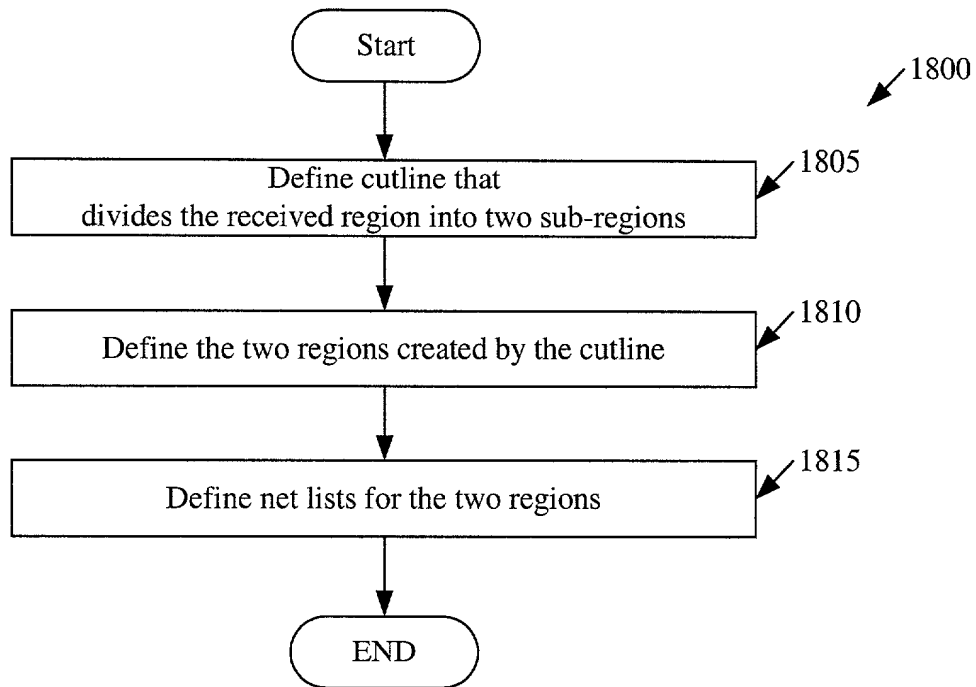 Start
1800
1805
Define cutline that
divides the received region into two sub-regions
1810
Define the two regions created by the cutline
1815
Define net lists for the two regions
END